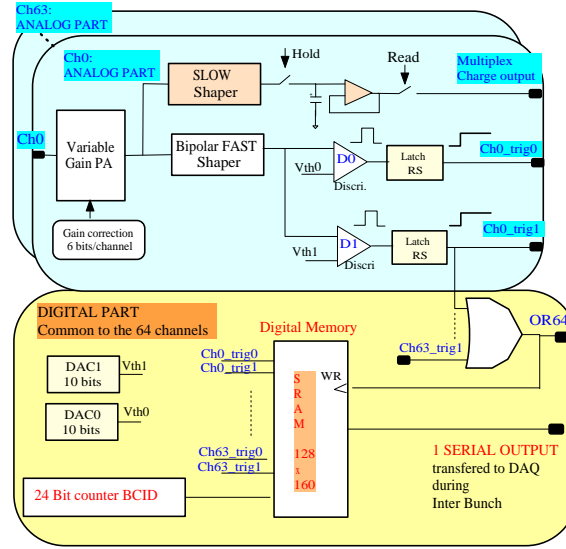 Ch63:
ANALOG PART
Ch0:
ANALOG PART
Hold
Read
Multiplex
Charge output
SLOW
Shaper
Ch0
Variable
Gain PA
Bipolar FAST
Shaper
D0
Vth0
Discri.
Latch
RS
Ch0_trig0
Gain correction
6 bits/channel
D1
Vth1
Discri
Latch
RS
Ch0_trig1
DIGITAL PART
Common to the 64 channels
Digital Memory
OR64
Ch63_trig1
DAC1
10 bits
Vth1
DAC0
10 bits
Vth0
Ch0_trig0
Ch0_trig1
Ch63_trig0
Ch63_trig1
S
R
A
M
128
x
160
WR
24 Bit counter BCID
1 SERIAL OUTPUT
transfered to DAQ
during
Inter Bunch